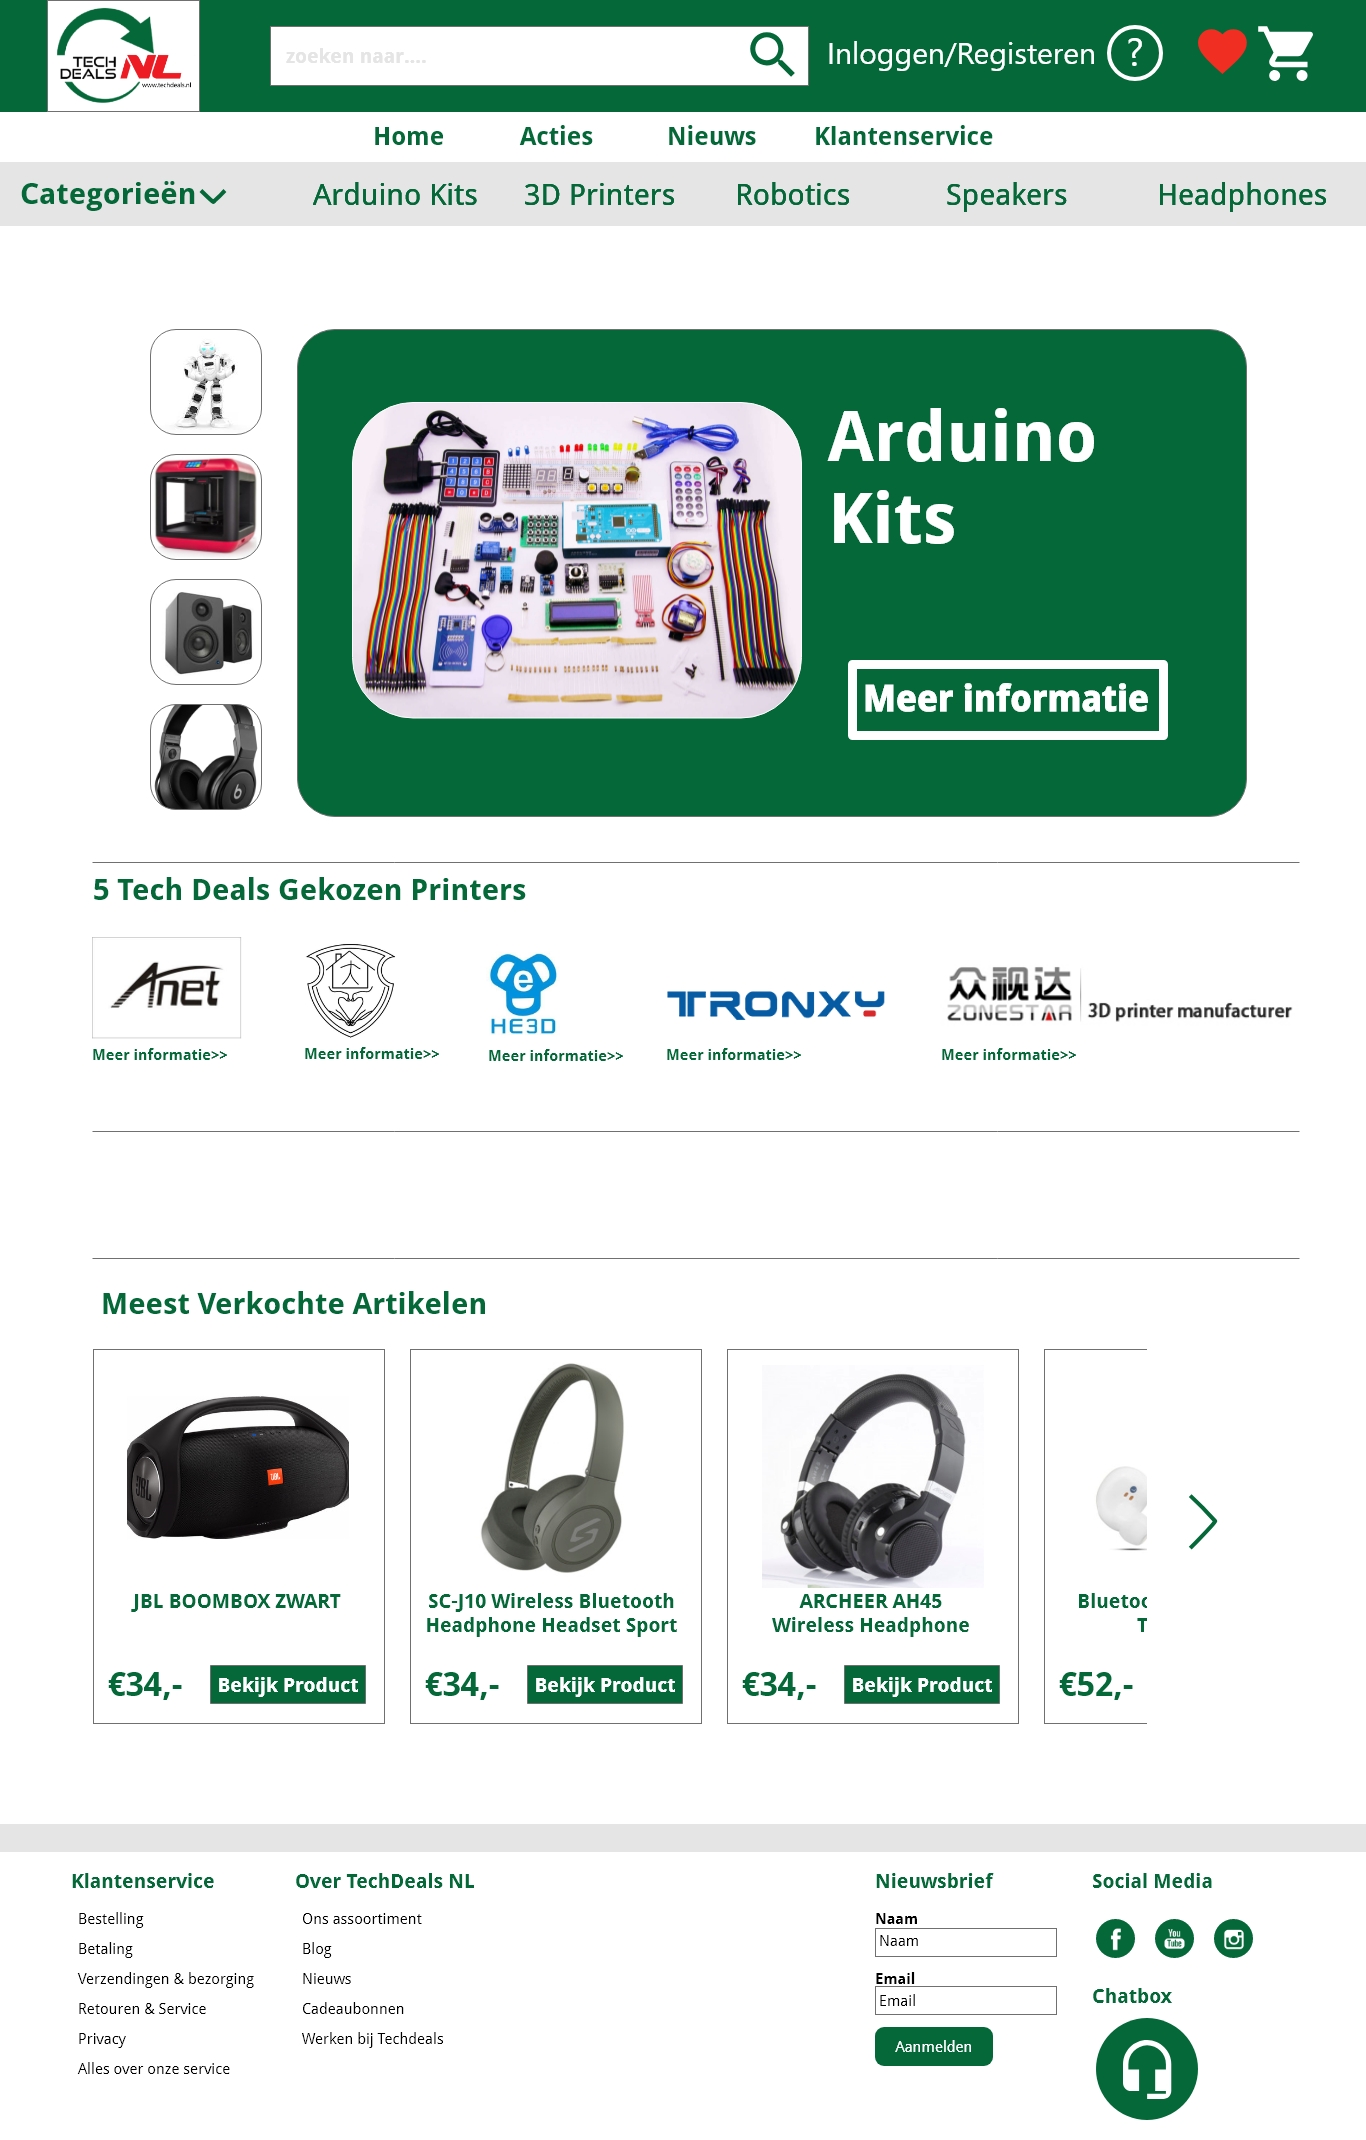 TECH
DEALS NL
www.techdeals.nl
zoeken naar....
Inloggen/Registeren
?
Home Acties Nieuws Klantenservice
Categorieën Arduino Kits 3D Printers Robotics Speakers Headphones
Arduino
Kits
Meer informatie
5 Tech Deals Gekozen Printers
Anet
e
HE3D
TRONXY
众视达
ZONESTAR
3D printer manufacturer
Meer informatie>> Meer informatie>> Meer informatie>> Meer informatie>> Meer informatie>>
Meest Verkochte Artikelen
JBL
JBL
JBL BOOMBOX ZWART
€34,- Bekijk Product
SC-J10 Wireless Bluetooth
Headphone Headset Sport
€34,- Bekijk Product
ARCHEER AH45
Wireless Headphone
€34,- Bekijk Product
Bluetoo
T
€52,-
Klantenservice
Bestelling
Betaling
Verzendingen & bezorging
Retouren & Service
Privacy
Alles over onze service
Over TechDeals NL
Ons assoortiment
Blog
Nieuws
Cadeaubonnen
Werken bij Techdeals
Nieuwsbrief
Naam
Naam
Email
Email
Aanmelden
Social Media
f
You
Tube
Chatbox